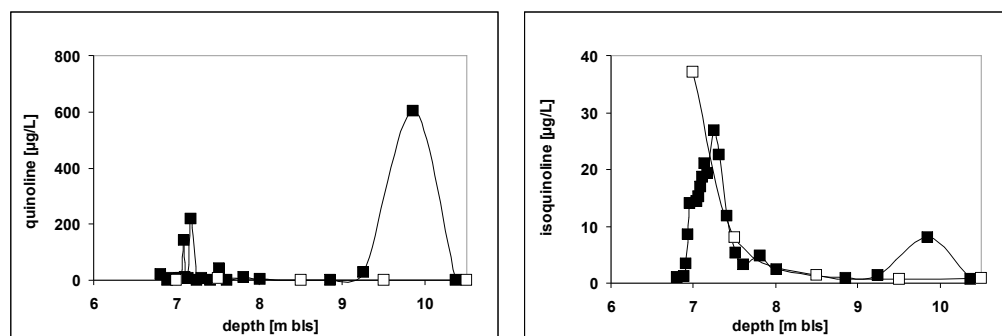 800
600
400
200
0
quinoline [µg/L]
6 7 8 9 10
depth [m bls]
40
30
20
10
0
isoquinoline [µg/L]
6 7 8 9 10
depth [m bls]